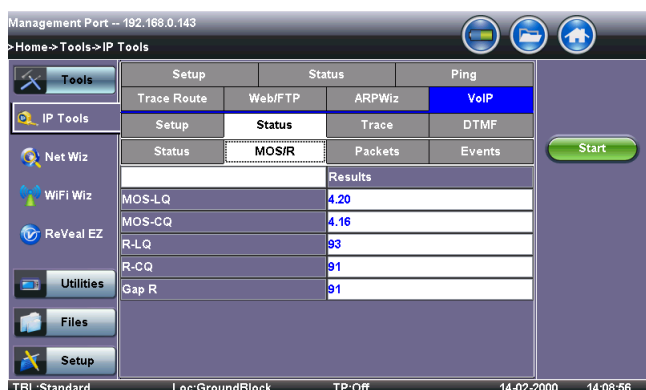 Management Port -- 192.168.0.143
>Home->Tools->IP Tools
Tools
IP Tools
Net Wiz
WiFi Wiz
ReVeal EZ
Utilities
Files
Setup
Setup Status Ping
Trace Route Web/FTP ARPWiz VoIP
Setup Status Trace DTMF
Status MOS/R Packets Events
Results
MOS-LQ 4.20
MOS-CQ 4.16
R-LQ 93
R-CQ 91
Gap R 91
Start
TBL:Standard Loc:GroundBlock TP:Off 14-02-2000 14:08:56